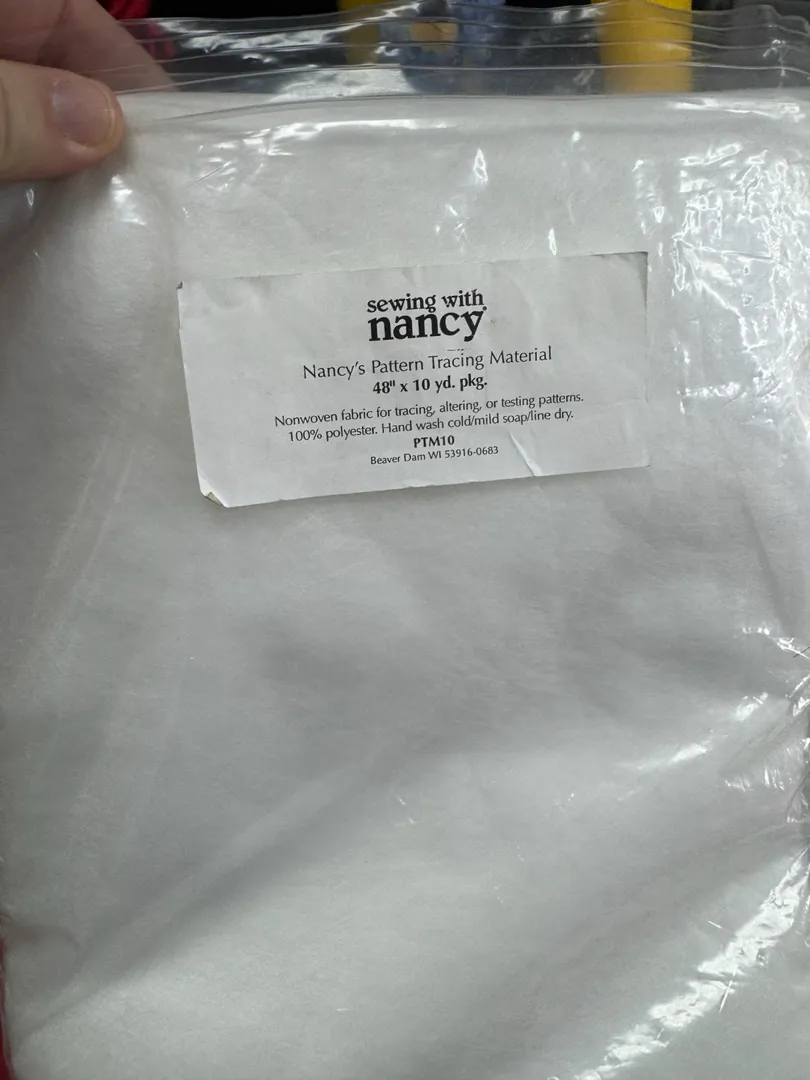 sewing with
nancy®
Nancy's Pattern Tracing Material
48" x 10 yd. pkg.
Nonwoven fabric for tracing, altering, or testing patterns.
100% polyester. Hand wash cold/mild soap/line dry.
PTM10
Beaver Dam WI 53916-0683